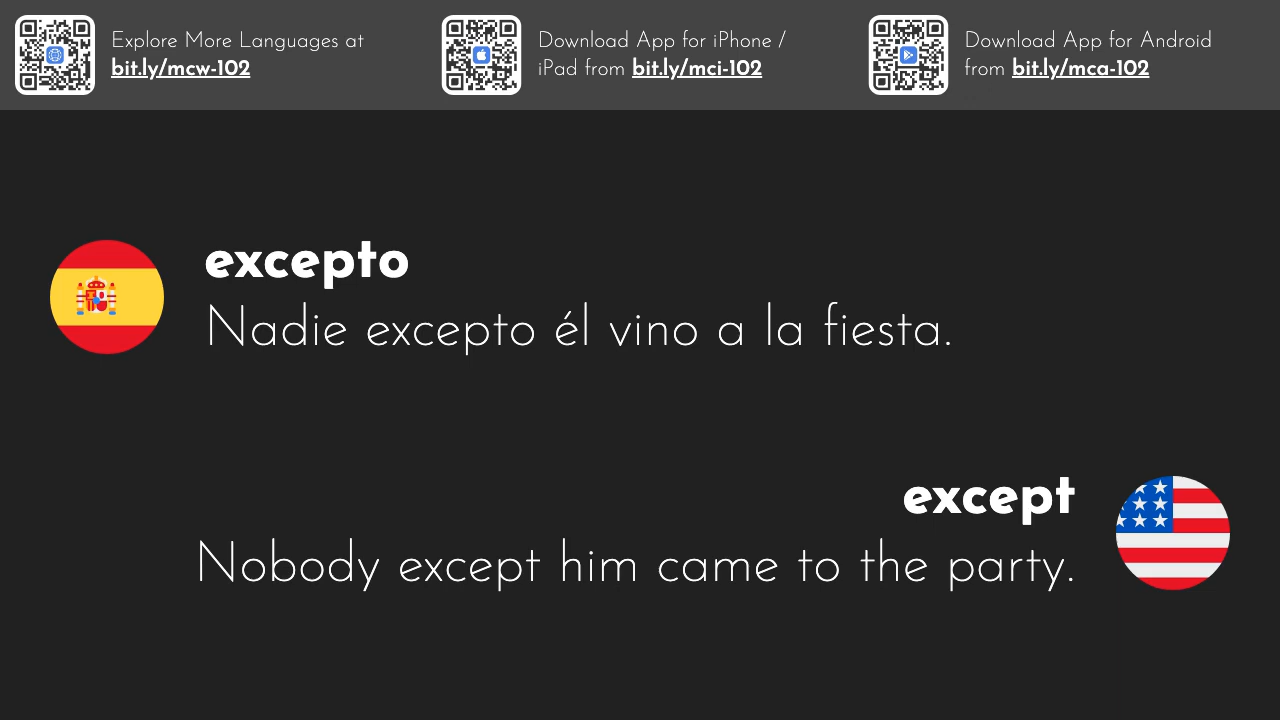 Explore More Languages at
bit.ly/mcw-102
Download App for iPhone /
iPad from bit.ly/mci-102
Download App for Android
from bit.ly/mca-102
excepto
Nadie excepto él vino a la fiesta.
except
Nobody except him came to the party.